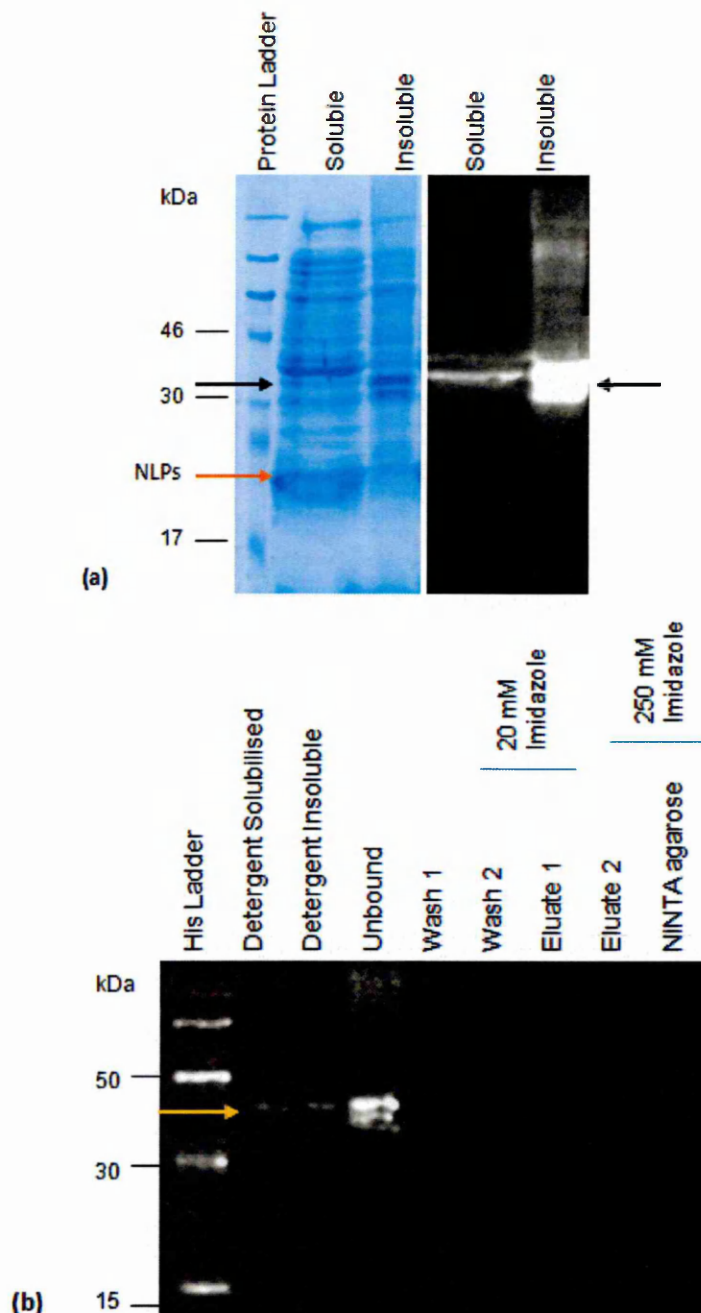 Protein Ladder
Soluble
Insoluble
Soluble
Insoluble
kDa
46
30
NLPs
17
(a)
20 mM
Imidazole
250 mM
Imidazole
His Ladder
Detergent Solubilised
Detergent Insoluble
Unbound
Wash 1
Wash 2
Eluate 1
Eluate 2
NINTA agarose
kDa
50
30
15
(b)